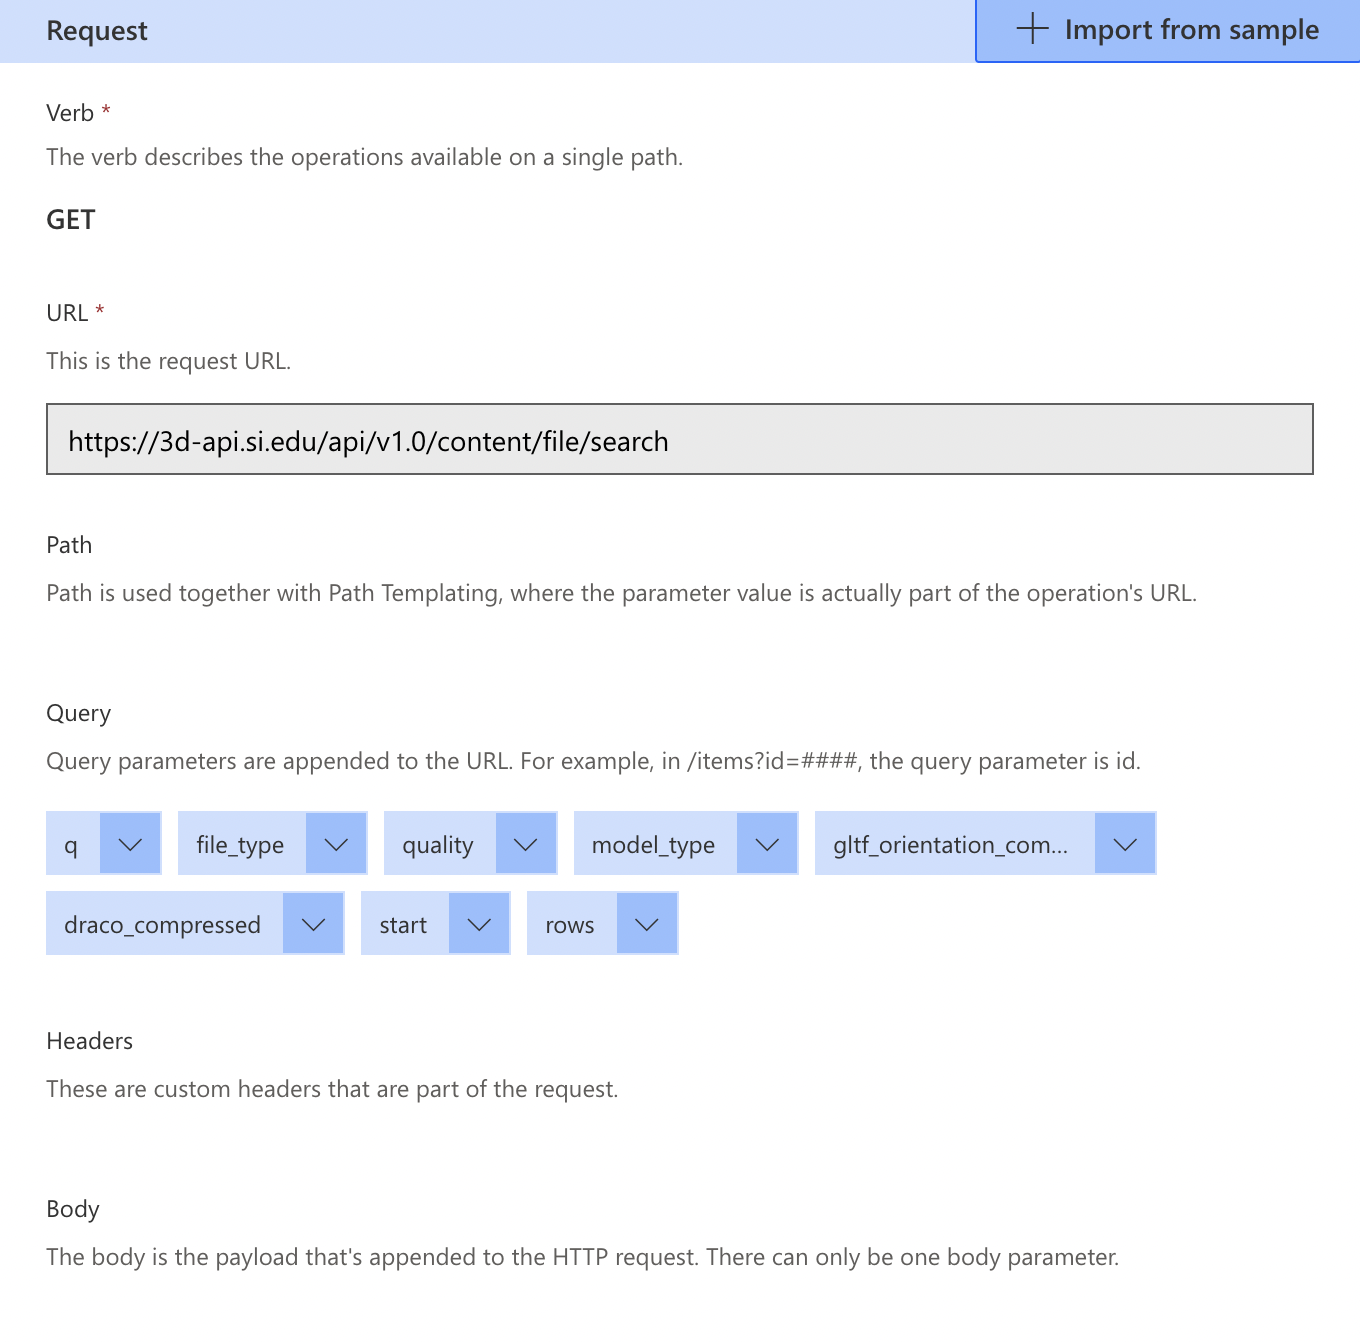 Request
Import from sample
Verb *
The verb describes the operations available on a single path.
GET
URL *
This is the request URL.
https://3d-api.si.edu/api/v1.0/content/file/search
Path
Path is used together with Path Templating, where the parameter value is actually part of the operation's URL.
Query
Query parameters are appended to the URL. For example, in /items?id=####, the query parameter is id.
q file_type quality model_type gltf_orientation_com...
draco_compressed start rows
Headers
These are custom headers that are part of the request.
Body
The body is the payload that's appended to the HTTP request. There can only be one body parameter.